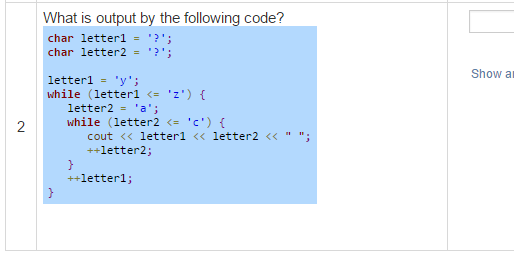 What is output by the following code?
char letter1 = '?';
char letter2 = '?';
letter1 = 'y';
while (letter1 <= 'z') {
letter2 = 'a';
while (letter2 <= 'c') {
cout << letter1 << letter2 << " ";
++letter2;
}
++letter1;
}
2
Show